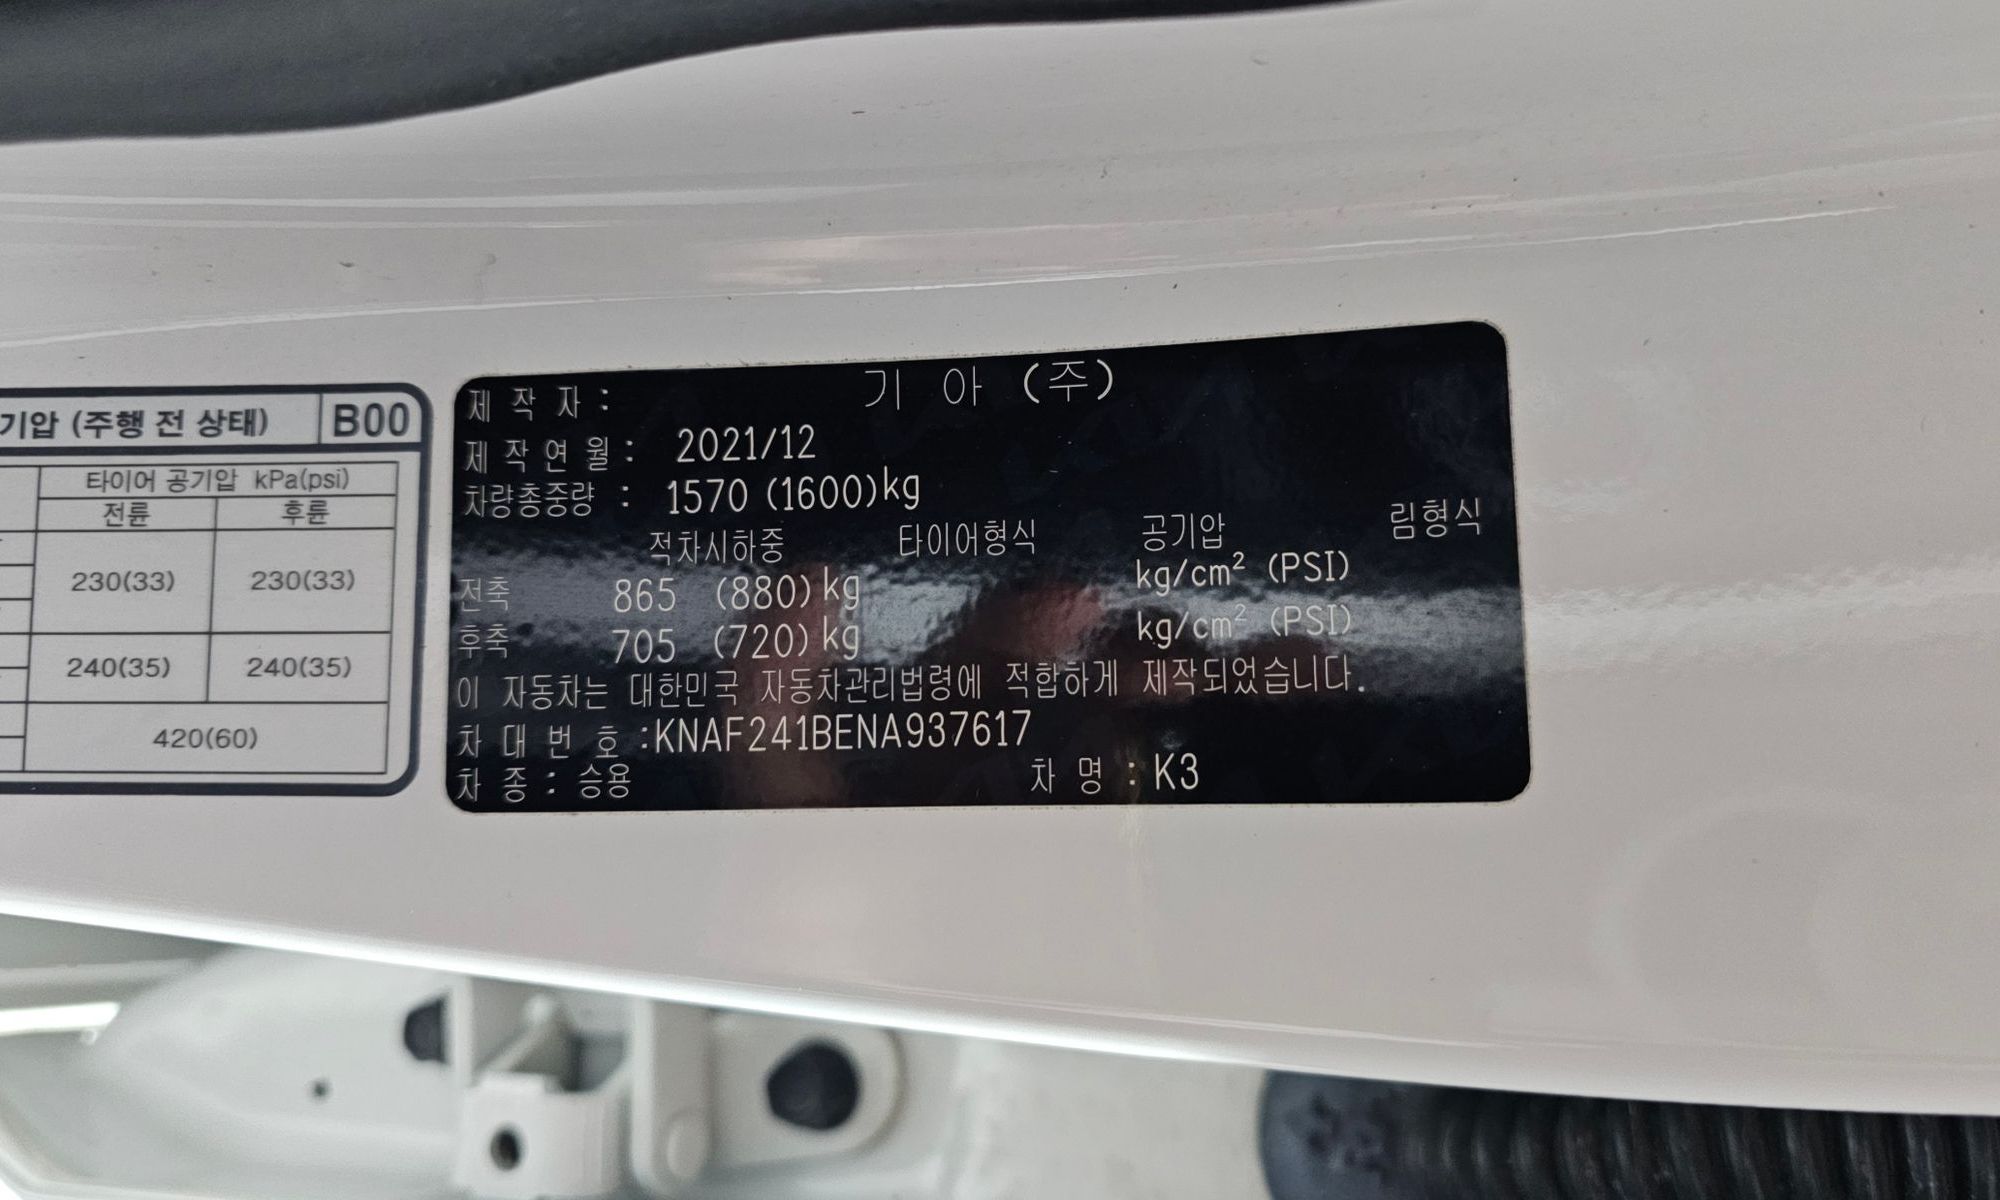 기압 (주행 전 상태) B00
타이어 공기압 kPa(psi)
전륜 후륜
230(33) 230(33)
240(35) 240(35)
420(60)
제 작 자 : 기 아 (주)
제 작 연 월 : 2021/12
차량총중량 : 1570 (1600)kg
적차시하중 타이어형식 공기압 림형식
전축 865 (880)kg kg/cm² (PSI)
후축 705 (720)kg kg/cm² (PSI)
이 자동차는 대한민국 자동차관리법령에 적합하게 제작되었습니다.
차 대 번 호 :KNAF241BENA937617
차 종 : 승용 차 명 : K3